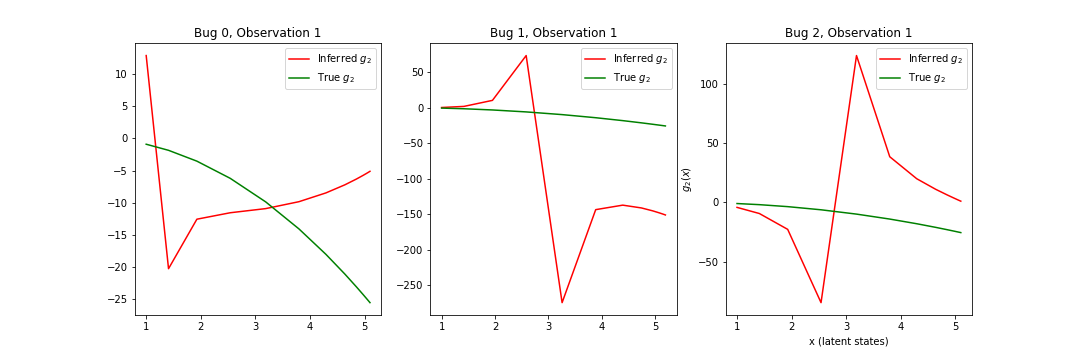 Bug 0, Observation 1
Inferred g₂
True g₂
10
5
0
−5
−10
−15
−20
−25
1 2 3 4 5
Bug 1, Observation 1
Inferred g₂
True g₂
50
0
−50
−100
−150
−200
−250
1 2 3 4 5
Bug 2, Observation 1
Inferred g₂
True g₂
g₂(x)
100
50
0
−50
1 2 3 4 5
x (latent states)